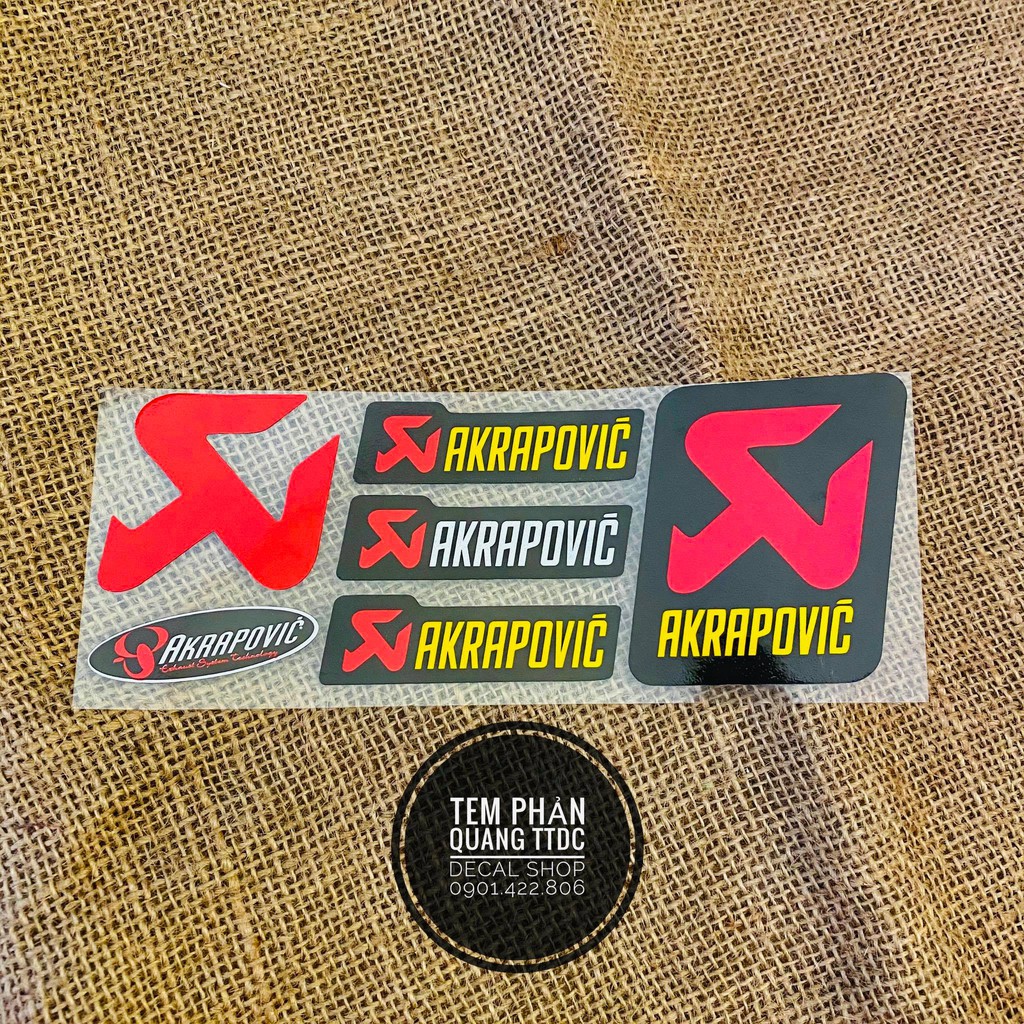 AKRAPOVIČ
AKRAPOVIČ
AKRAPOVIČ
AKRAPOVIČ
Exhaust System Technology
AKRAPOVIČ
TEM PHẢN
QUANG TTDC
DECAL SHOP
0901.422.806